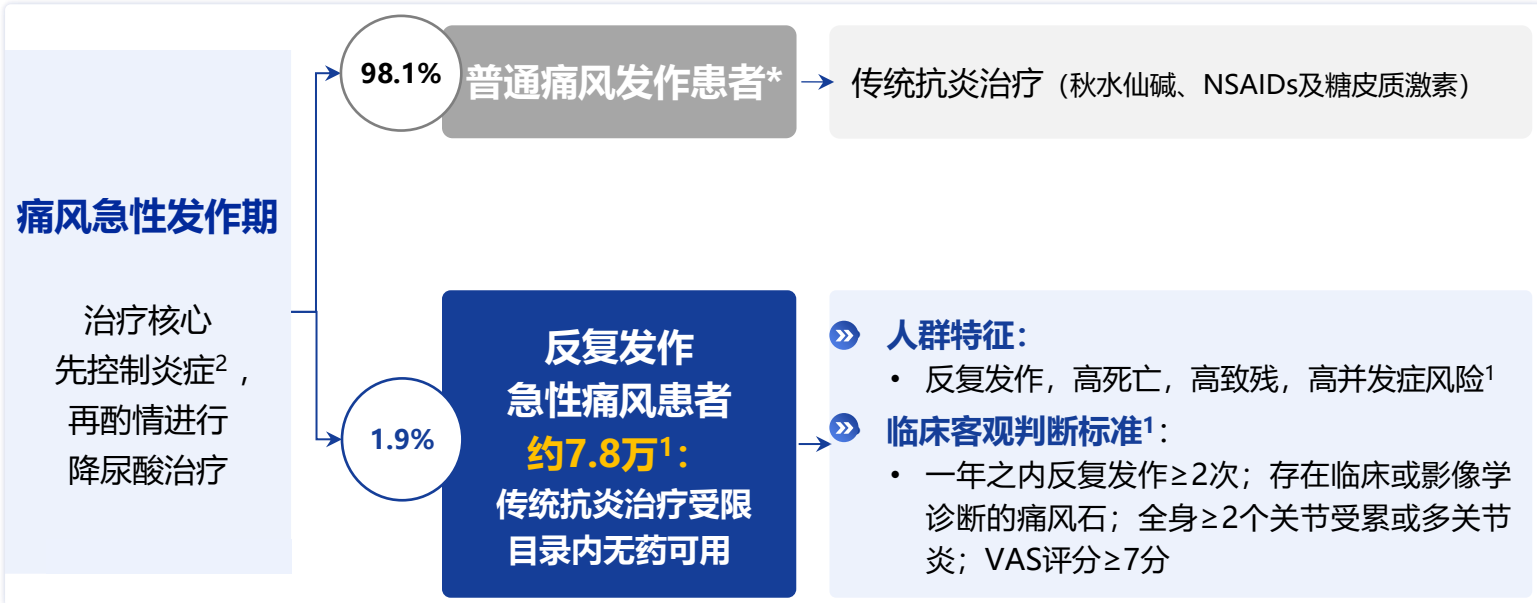 痛风急性发作期
治疗核心
先控制炎症2，
再酌情进行
降尿酸治疗
98.1%
普通痛风发作患者*
传统抗炎治疗（秋水仙碱、NSAIDs及糖皮质激素）
1.9%
反复发作
急性痛风患者
约7.8万1：
传统抗炎治疗受限
目录内无药可用
人群特征：
• 反复发作，高死亡，高致残，高并发症风险1
临床客观判断标准1：
• 一年之内反复发作≥2次；存在临床或影像学
诊断的痛风石；全身≥2个关节受累或多关节
炎；VAS评分≥7分